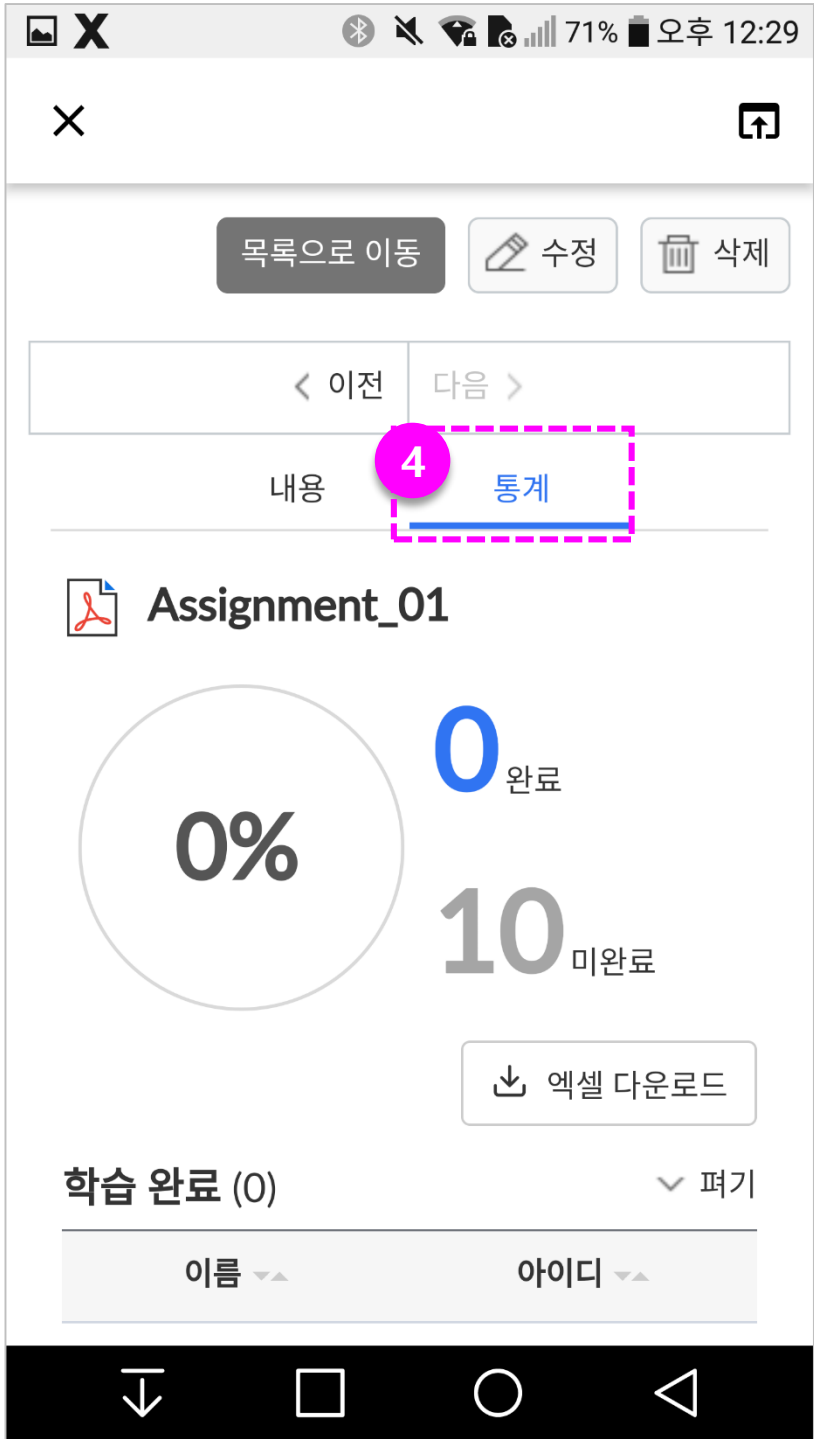 71% 오후 12:29
목록으로 이동 수정 삭제
이전 다음
4
내용 통계
Assignment_01
0 완료
0%
10 미완료
엑셀 다운로드
학습 완료 (0) 펴기
이름 아이디